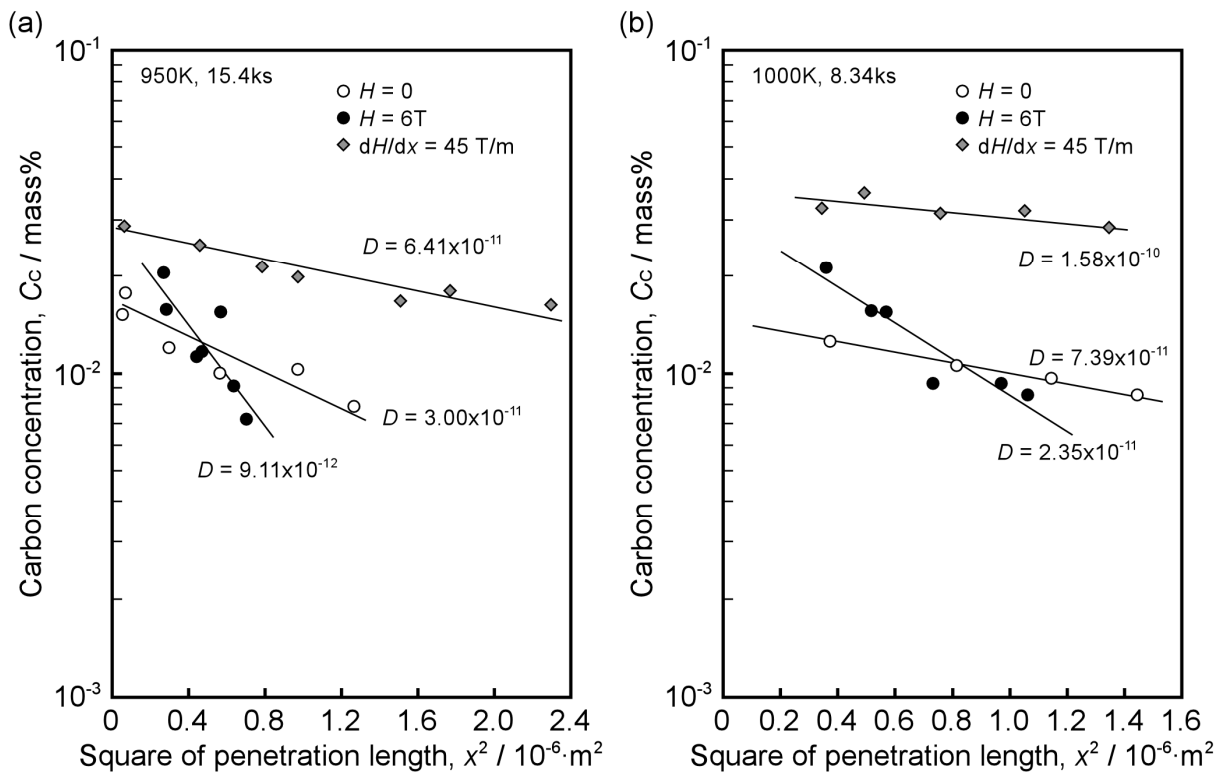 (a)
10⁻¹
950K, 15.4ks
H = 0
H = 6T
dH/dx = 45 T/m
D = 6.41x10⁻¹¹
10⁻²
D = 3.00x10⁻¹¹
D = 9.11x10⁻¹²
10⁻³
0 0.4 0.8 1.2 1.6 2.0 2.4
Carbon concentration, Cc / mass%
Square of penetration length, x² / 10⁻⁶·m²
(b)
10⁻¹
1000K, 8.34ks
H = 0
H = 6T
dH/dx = 45 T/m
D = 1.58x10⁻¹⁰
10⁻²
D = 7.39x10⁻¹¹
D = 2.35x10⁻¹¹
10⁻³
0 0.2 0.4 0.6 0.8 1.0 1.2 1.4 1.6
Carbon concentration, Cc / mass%
Square of penetration length, x² / 10⁻⁶·m²